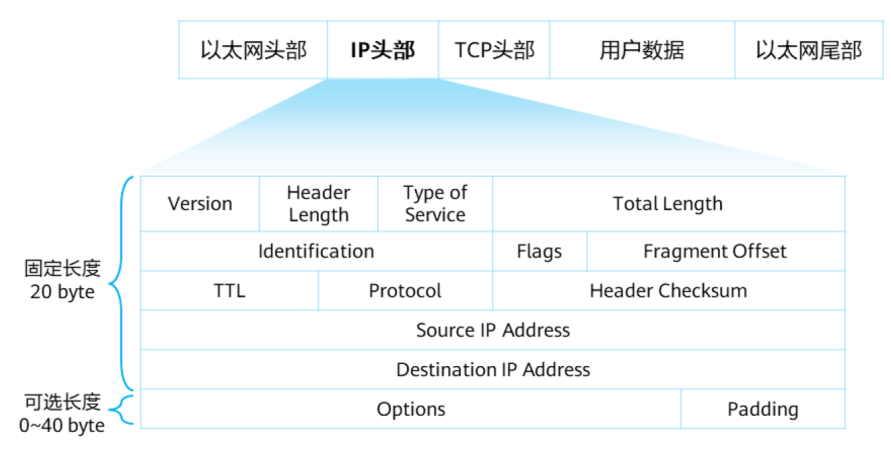 以太网头部 IP头部 TCP头部 用户数据 以太网尾部
Version Header Length Type of Service Total Length
Identification Flags Fragment Offset
固定长度
20 byte
TTL Protocol Header Checksum
Source IP Address
Destination IP Address
可选长度
0~40 byte
Options Padding